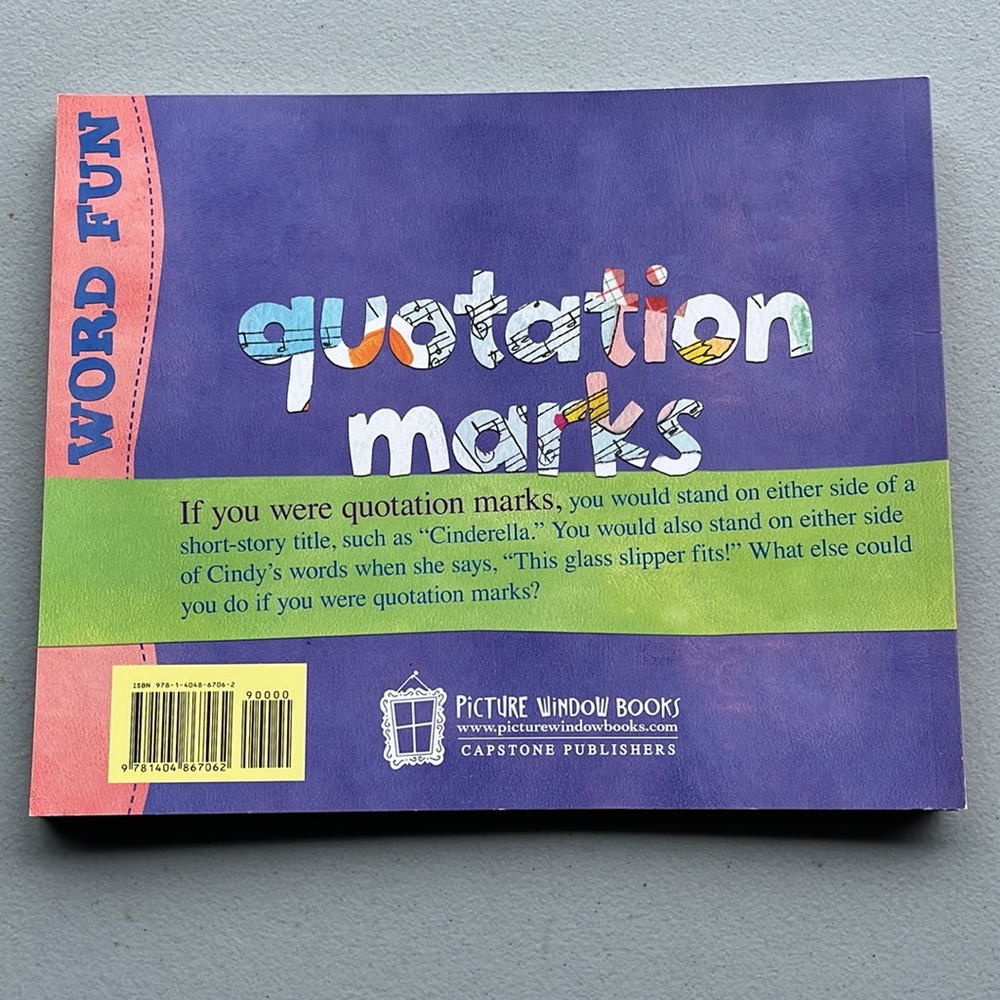 WORD FUN
quotation
marks
If you were quotation marks, you would stand on either side of a
short-story title, such as “Cinderella.” You would also stand on either side
of Cindy’s words when she says, “This glass slipper fits!” What else could
you do if you were quotation marks?
ISBN 978-1-4048-6706-2
90000
9 781404 867062
PiCTURE WiNDOW BOOKS
www.picturewindowbooks.com
CAPSTONE PUBLISHERS